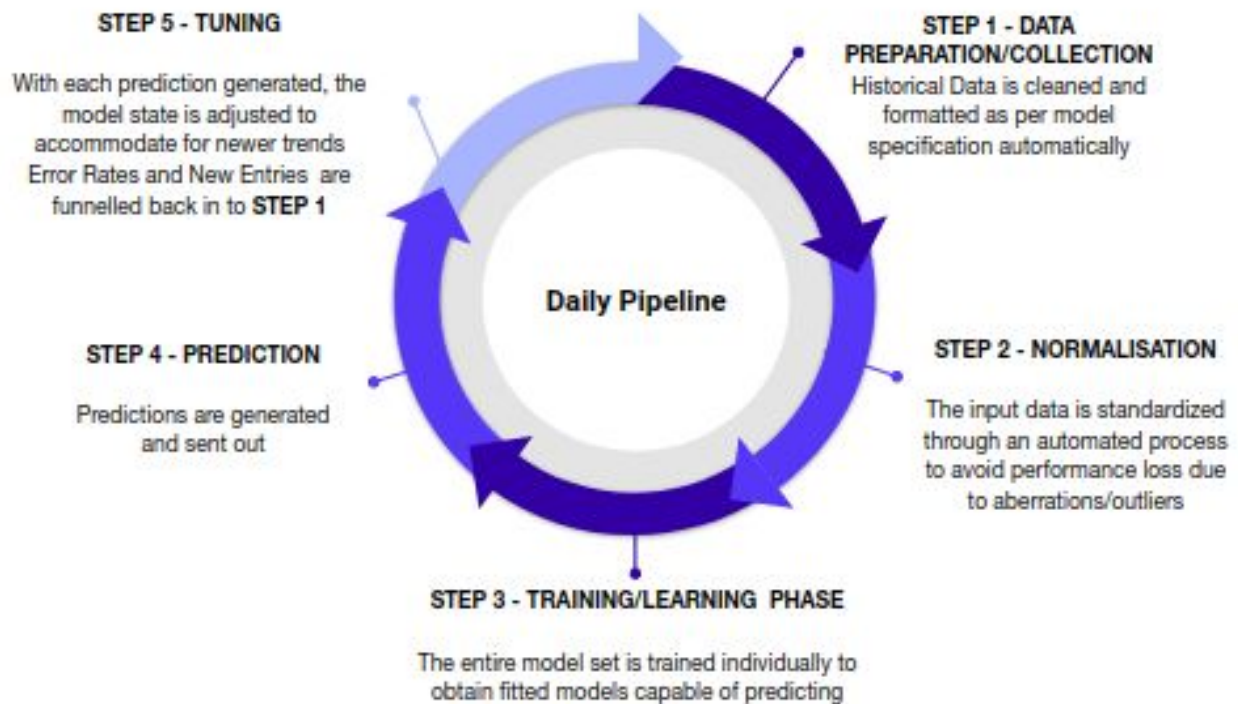 STEP 1 - DATA
PREPARATION/COLLECTION
Historical Data is cleaned and
formatted as per model
specification automatically
STEP 2 - NORMALISATION
The input data is standardized
through an automated process
to avoid performance loss due
to aberrations/outliers
STEP 3 - TRAINING/LEARNING PHASE
The entire model set is trained individually to
obtain fitted models capable of predicting
STEP 4 - PREDICTION
Predictions are generated
and sent out
STEP 5 - TUNING
With each prediction generated, the
model state is adjusted to
accommodate for newer trends
Error Rates and New Entries are
funnelled back in to STEP 1
Daily Pipeline